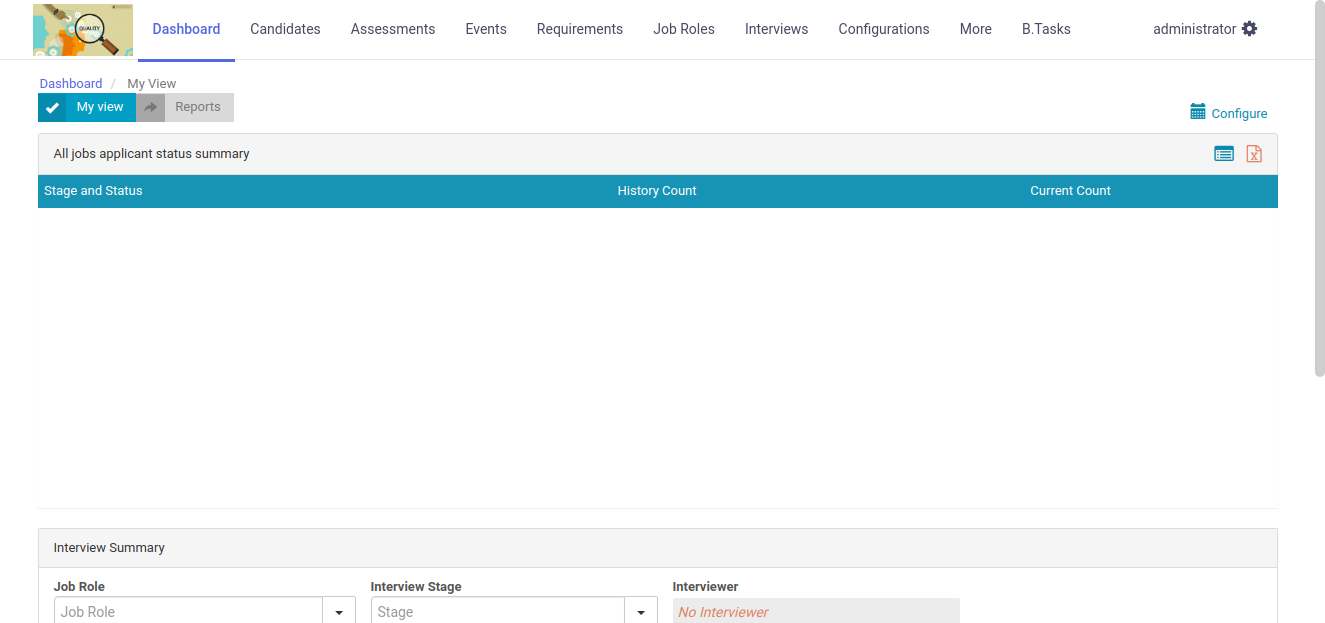 QUALITY
Dashboard Candidates Assessments Events Requirements Job Roles Interviews Configurations More B.Tasks administrator
Dashboard / My View
My view Reports
Configure
All jobs applicant status summary
Stage and Status History Count Current Count
Interview Summary
Job Role Interview Stage Interviewer
Job Role Stage No Interviewer